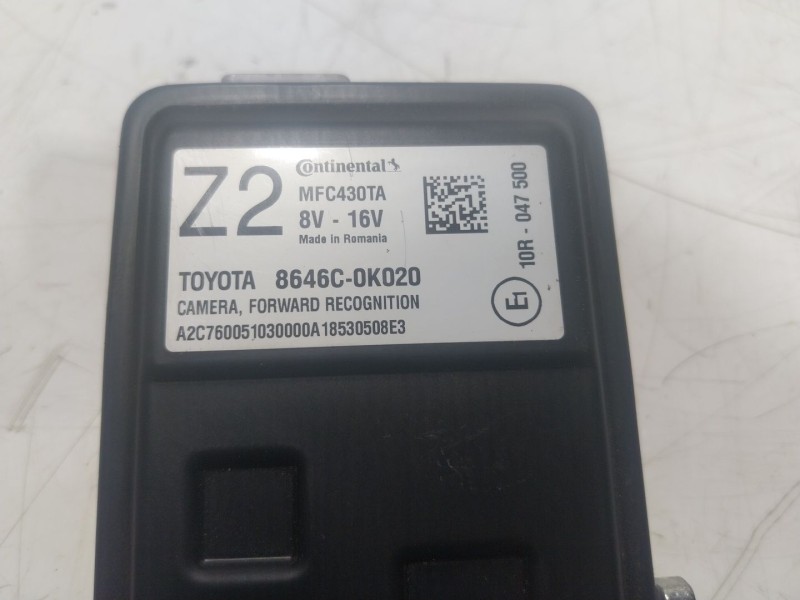 Z2
Continental
MFC430TA
8V - 16V
Made in Romania
TOYOTA 8646C-0K020
CAMERA, FORWARD RECOGNITION
A2C760051030000A18530508E3
10R - 047 500
E1